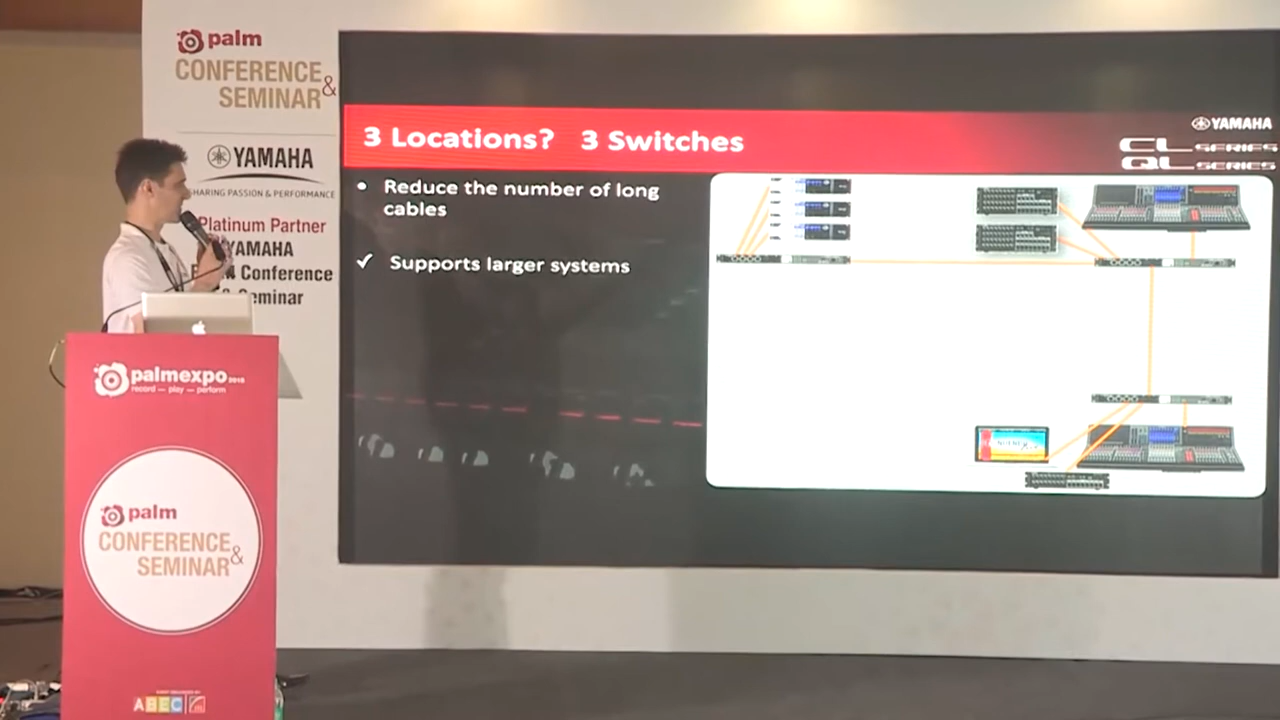 palm
CONFERENCE &
SEMINAR
YAMAHA
SHARING PASSION & PERFORMANCE
Platinum Partner
YAMAHA
Conference
Seminar
3 Locations? 3 Switches
YAMAHA
CL SERIES
QL SERIES
• Reduce the number of long
cables
✓ Supports larger systems
palmexpo
record — play — perform
palm
CONFERENCE &
SEMINAR
ABEC